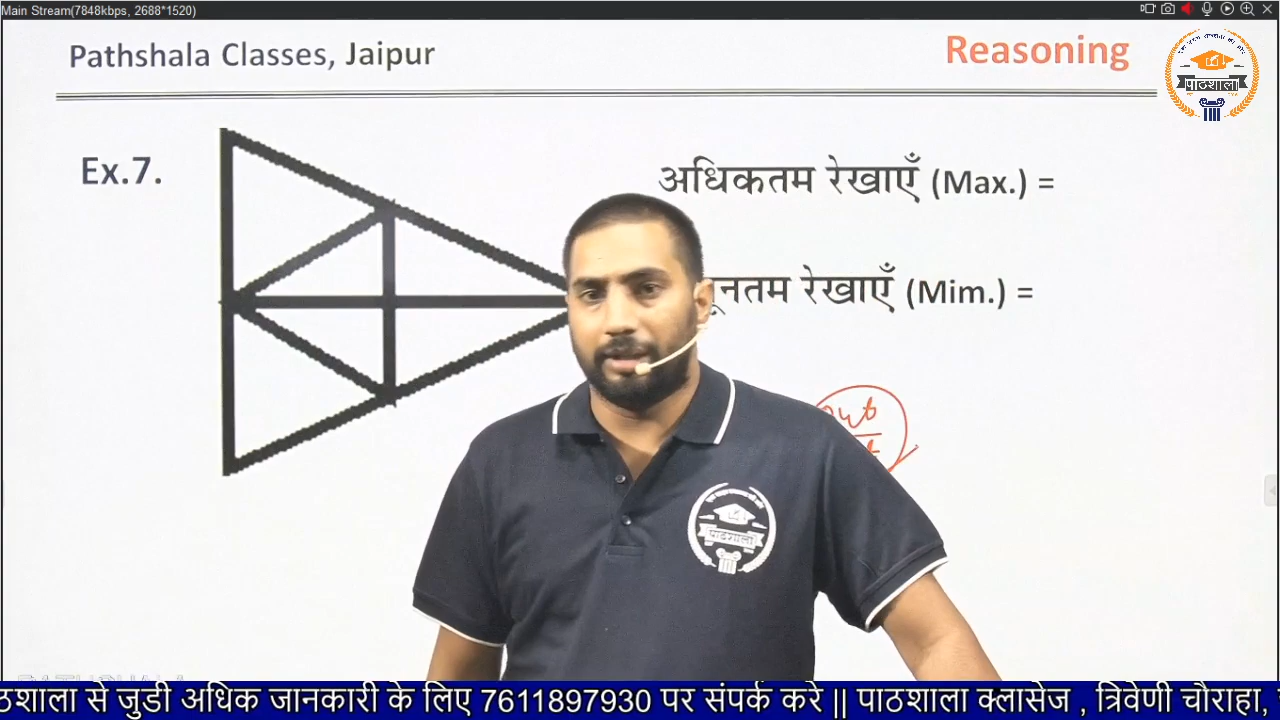 Main Stream(7848kbps, 2688*1520)
Pathshala Classes, Jaipur
Reasoning
पाठशाला
Ex.7.
अधिकतम रेखाएँ (Max.) =
रेखाएँ (Mim.) =
पाठशाला
से जुडी अधिक जानकारी के लिए 7611897930 पर संपर्क करे || पाठशाला क्लासेज , त्रिवेणी चौराहा,